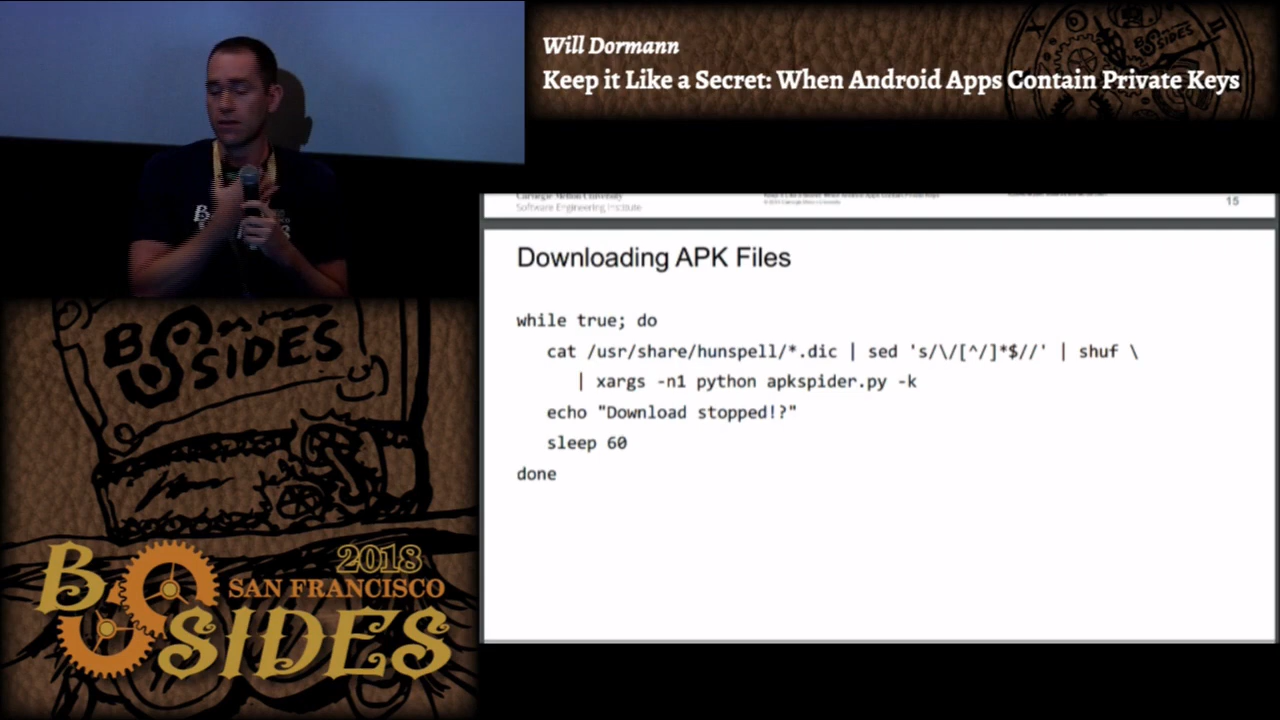 Will Dormann
Keep it Like a Secret: When Android Apps Contain Private Keys
BSIDES
Carnegie Mellon University
Software Engineering Institute
15
Downloading APK Files
while true; do
cat /usr/share/hunspell/*.dic | sed 's/\/[^/]*$//' | shuf \
| xargs -n1 python apkspider.py -k
echo "Download stopped!?"
sleep 60
done
BSIDES
2018
SAN FRANCISCO
BSIDES